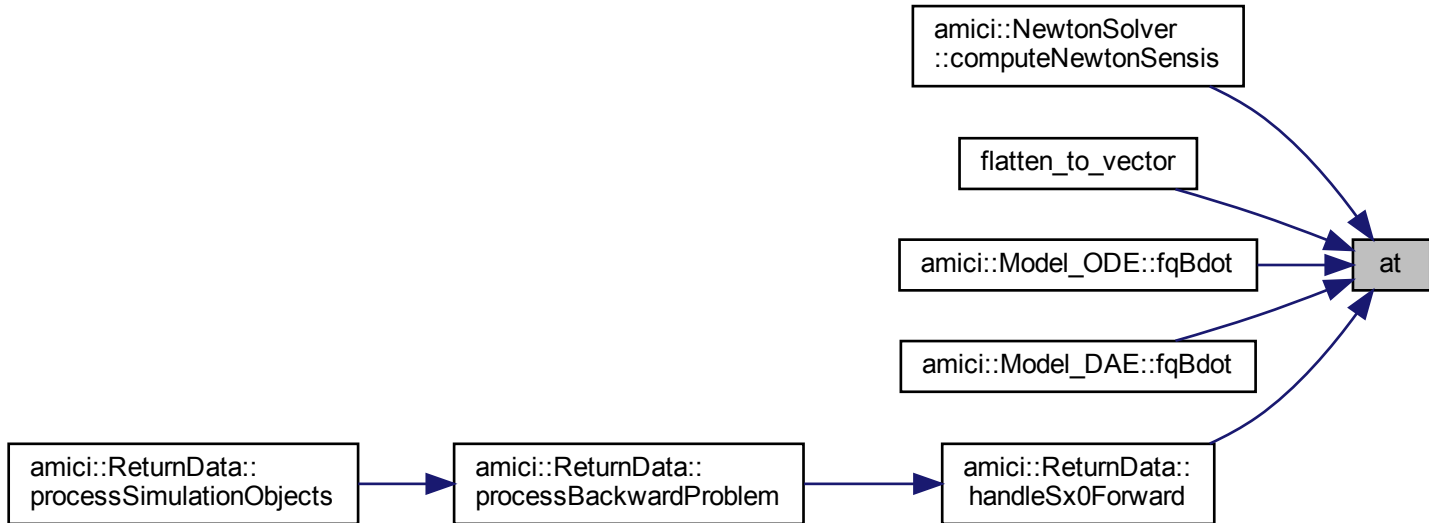 amici::NewtonSolver
::computeNewtonSensis
flatten_to_vector
amici::Model_ODE::fqBdot
at
amici::Model_DAE::fqBdot
amici::ReturnData::
processSimulationObjects
amici::ReturnData::
processBackwardProblem
amici::ReturnData::
handleSx0Forward